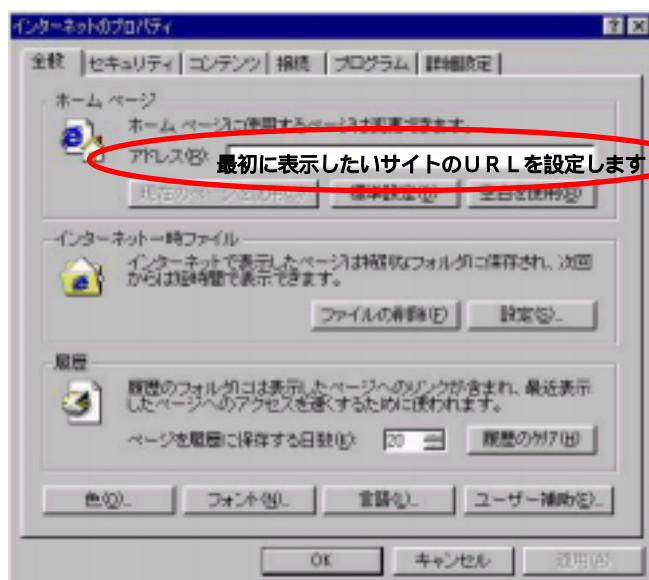 インターネットのプロパティ
全般 セキュリティ コンテンツ 接続 プログラム 詳細設定
ホーム ページ
ホーム ページに使用するページは変更できます。
アドレス(R):
最初に表示したいサイトのURLを設定します
現在のページを使用(C) 標準設定(D) 空白を使用(B)
インターネット一時ファイル
インターネットで表示したページは特別なフォルダに保存され、次回
からは短時間で表示できます。
ファイルの削除(F) 設定(S)...
履歴
履歴のフォルダには表示したページへのリンクが含まれ、最近表示
したページへのアクセスを速くするために使われます。
ページを履歴に保存する日数(K): 20 履歴のクリア(H)
色(O)... フォント(N)... 言語(L)... ユーザー補助(E)...
OK キャンセル 適用(A)